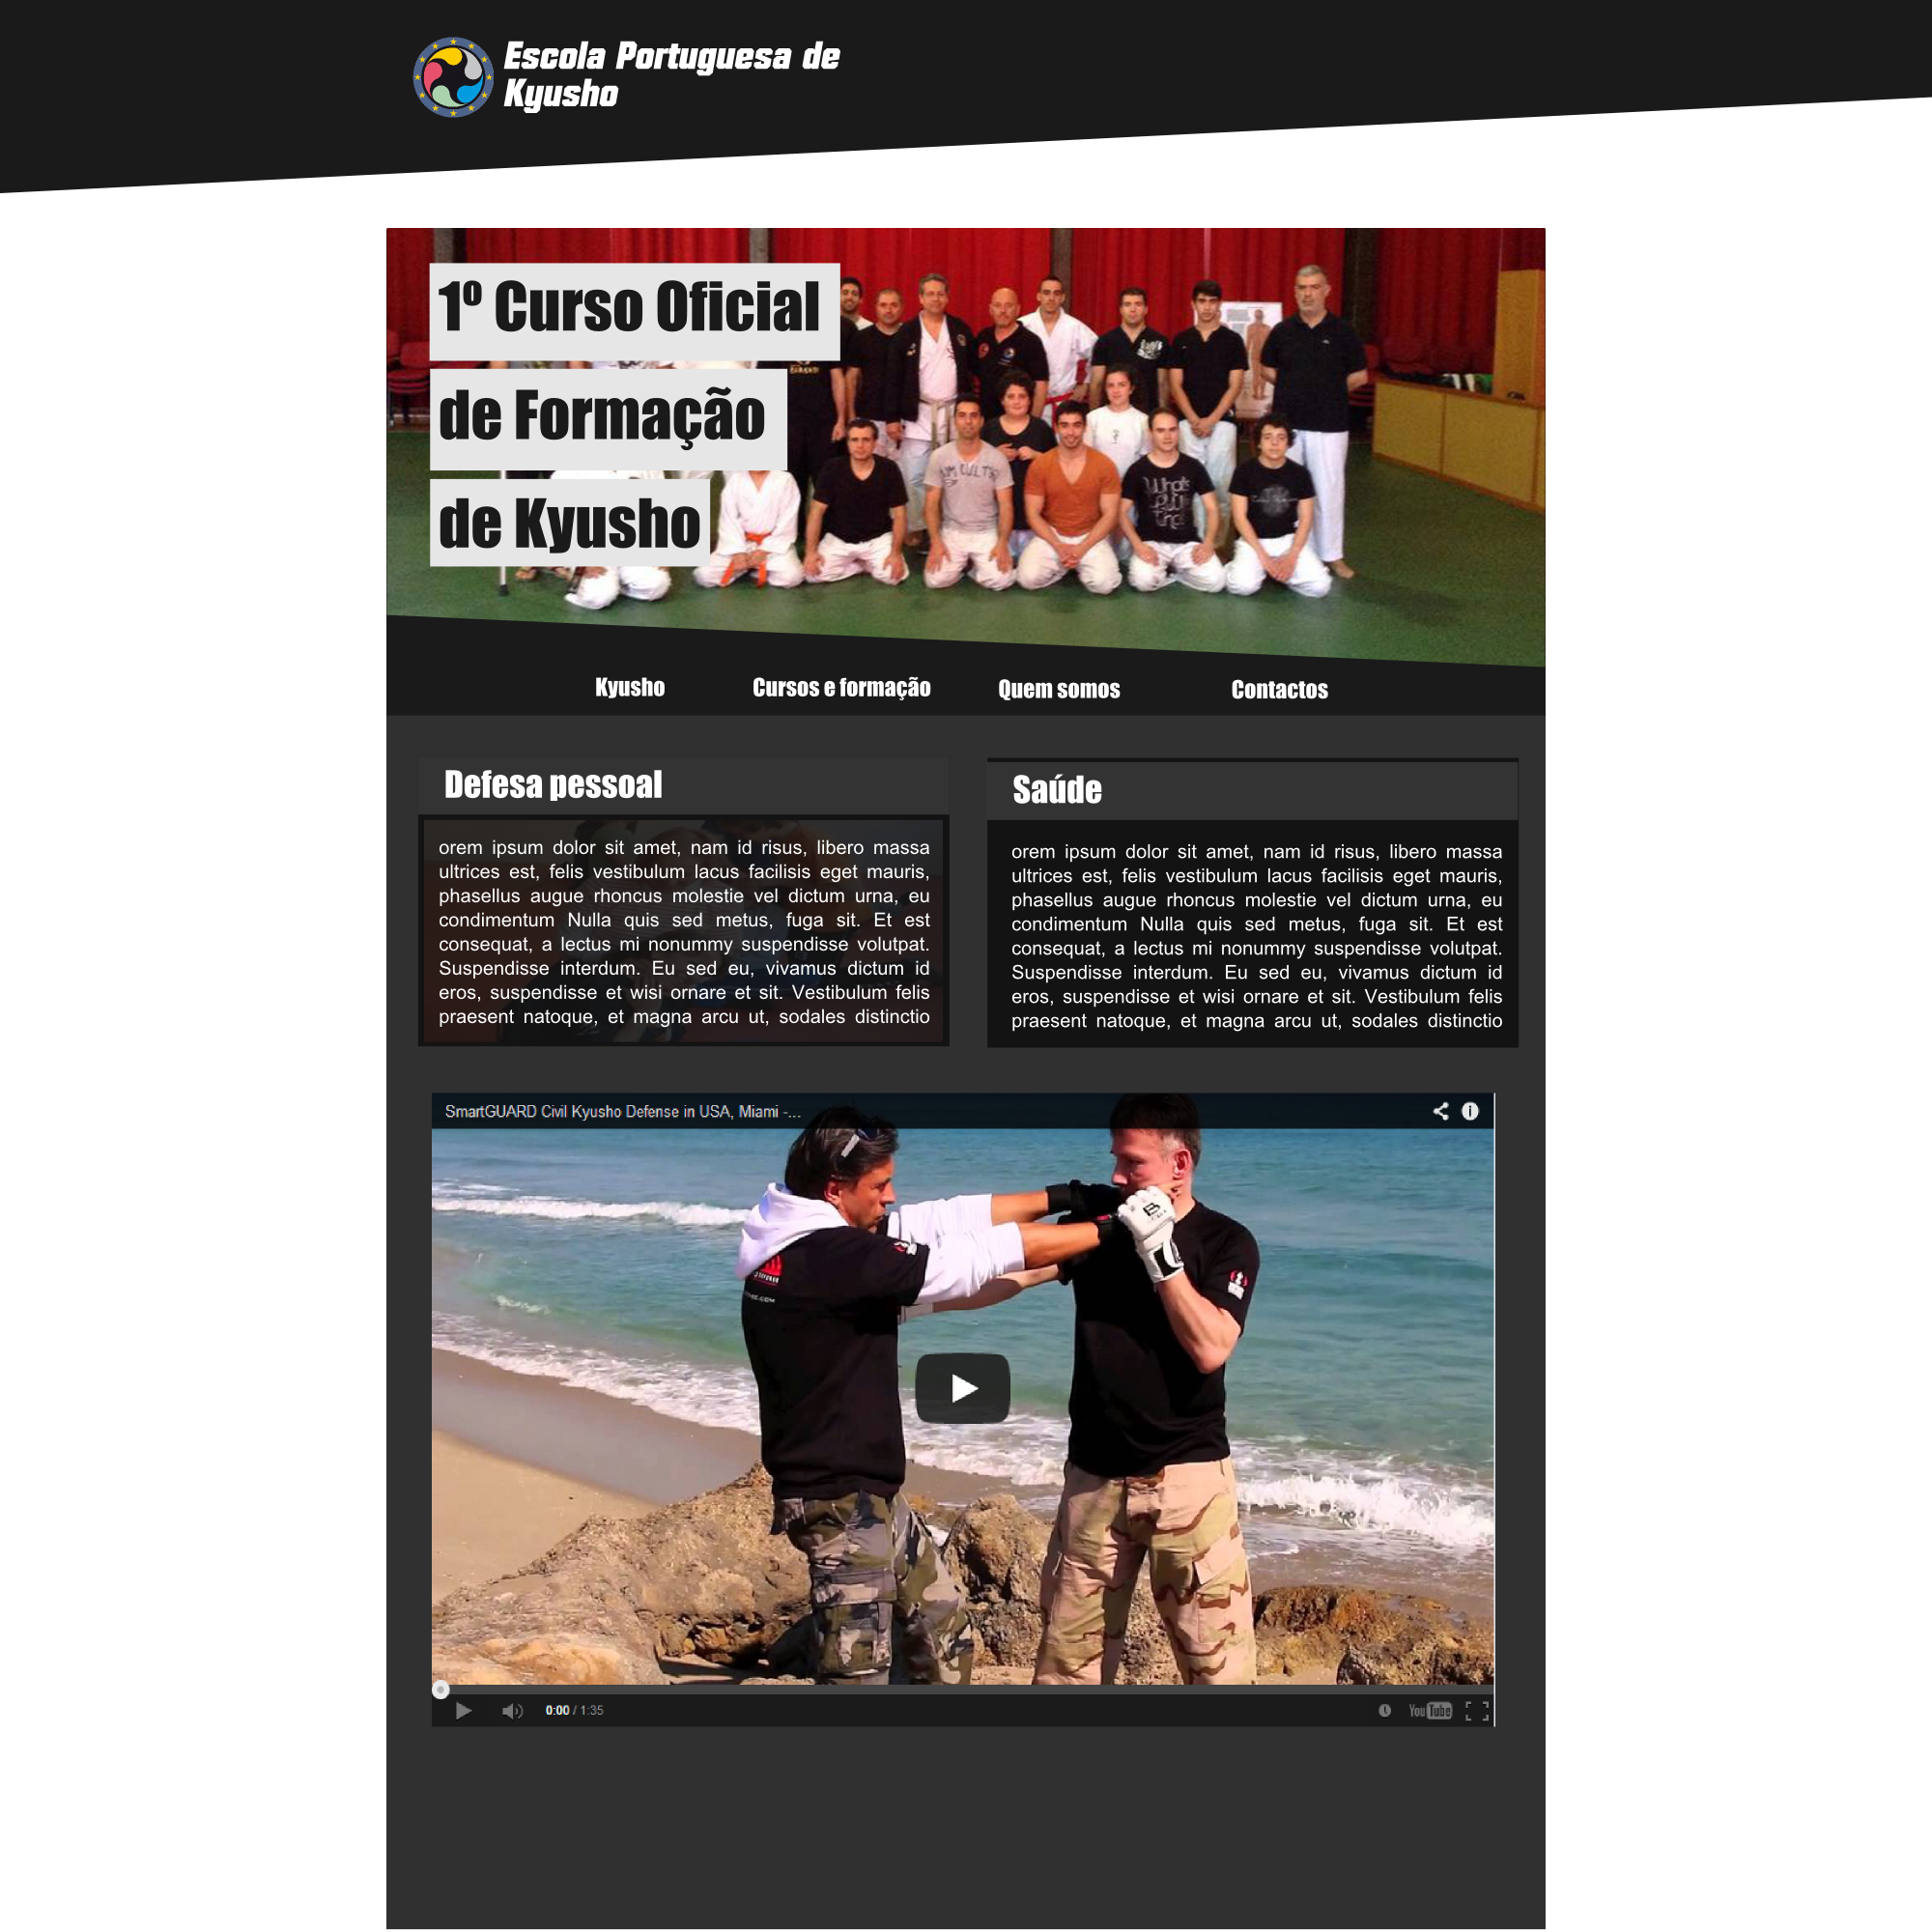 Escola Portuguesa de
Kyusho
1º Curso Oficial
de Formação
de Kyusho
Kyusho
Cursos e formação
Quem somos
Contactos
Defesa pessoal
orem ipsum dolor sit amet, nam id risus, libero massa
ultrices est, felis vestibulum lacus facilisis eget mauris,
phasellus augue rhoncus molestie vel dictum urna, eu
condimentum Nulla quis sed metus, fuga sit. Et est
consequat, a lectus mi nonummy suspendisse volutpat.
Suspendisse interdum. Eu sed eu, vivamus dictum id
eros, suspendisse et wisi ornare et sit. Vestibulum felis
praesent natoque, et magna arcu ut, sodales distinctio
Saúde
orem ipsum dolor sit amet, nam id risus, libero massa
ultrices est, felis vestibulum lacus facilisis eget mauris,
phasellus augue rhoncus molestie vel dictum urna, eu
condimentum Nulla quis sed metus, fuga sit. Et est
consequat, a lectus mi nonummy suspendisse volutpat.
Suspendisse interdum. Eu sed eu, vivamus dictum id
eros, suspendisse et wisi ornare et sit. Vestibulum felis
praesent natoque, et magna arcu ut, sodales distinctio
SmartGUARD Civil Kyusho Defense in USA, Miami -...
0:00 / 1:35
YouTube